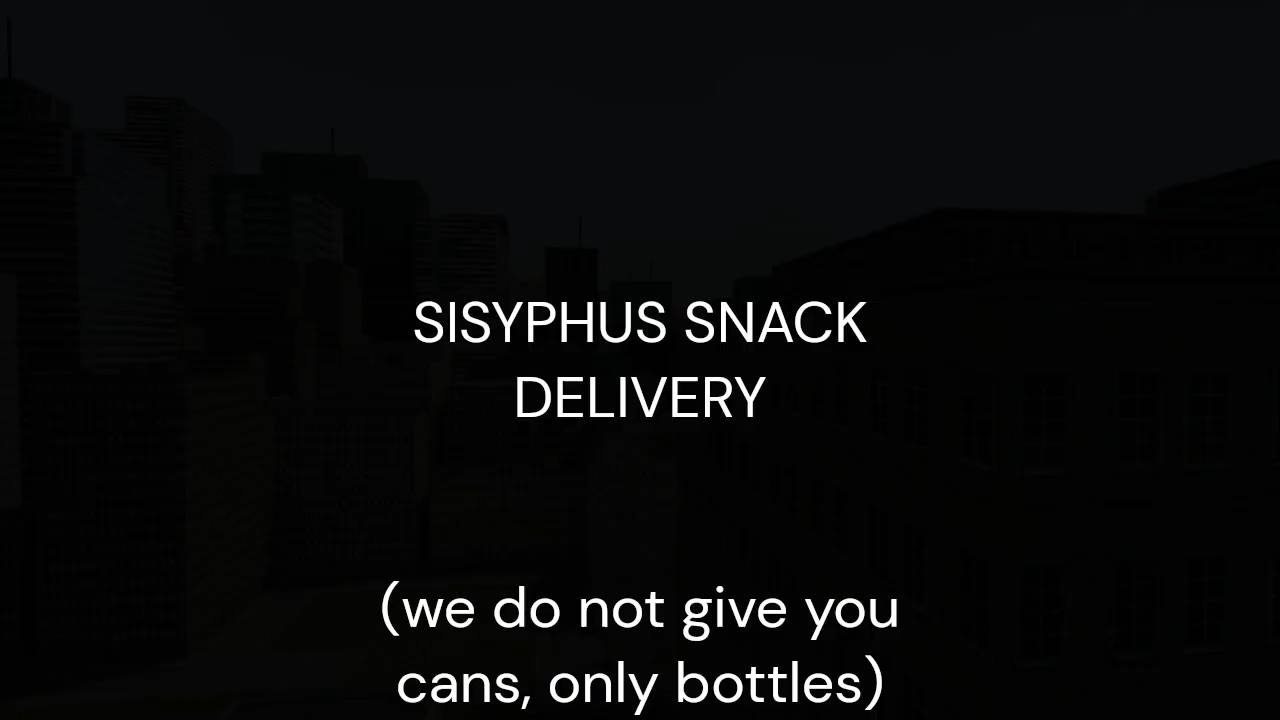 SISYPHUS SNACK
DELIVERY
(we do not give you
cans, only bottles)